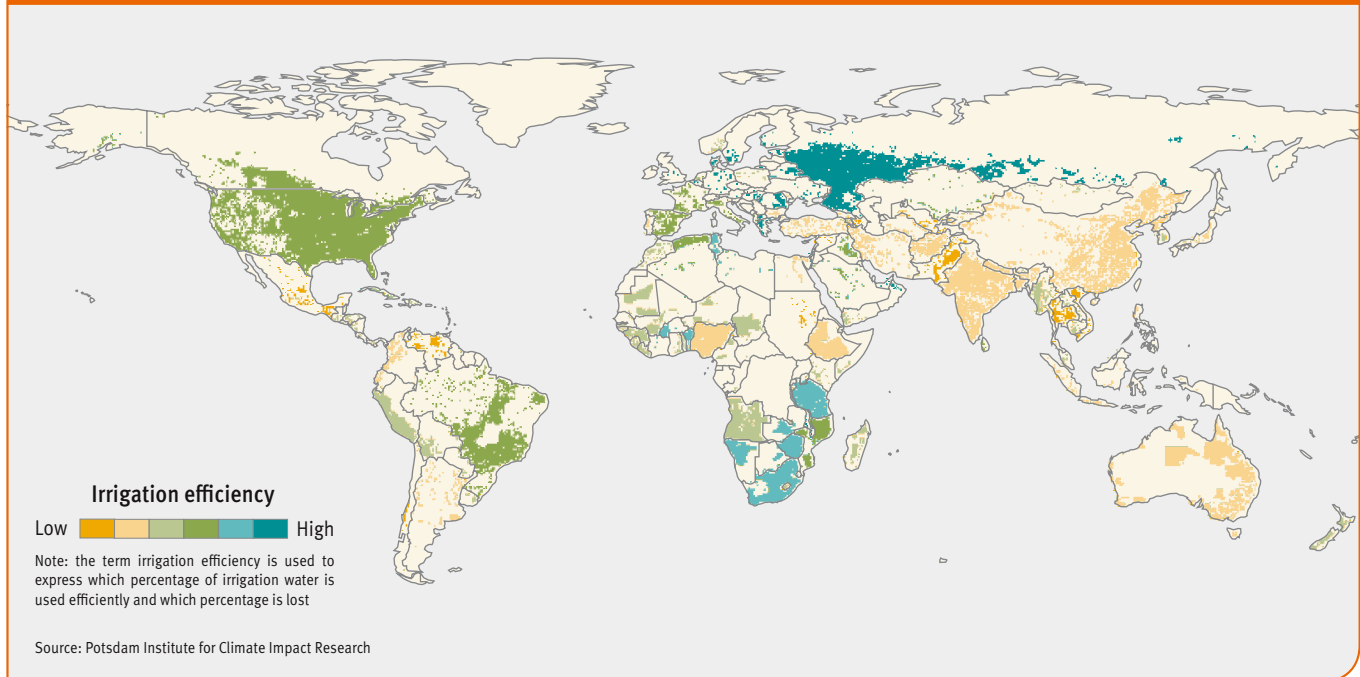 Irrigation efficiency
Low High
Note: the term irrigation efficiency is used to
express which percentage of irrigation water is
used efficiently and which percentage is lost
Source: Potsdam Institute for Climate Impact Research